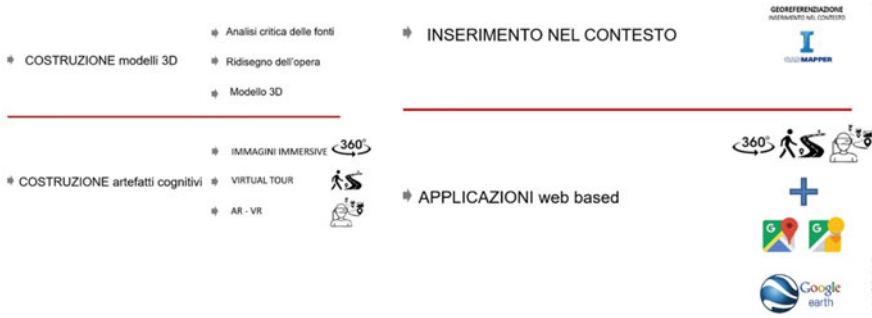 COSTRUZIONE modelli 3D
Analisi critica delle fonti
Ridisegno dell'opera
Modello 3D
COSTRUZIONE artefatti cognitivi
IMMAGINI IMMERSIVE
360°
VIRTUAL TOUR
AR - VR
INSERIMENTO NEL CONTESTO
GEOREFERENZIAZIONE
INSERIMENTO NEL CONTESTO
I
CADMAPPER
APPLICAZIONI web based
360°
G
G
Google
earth